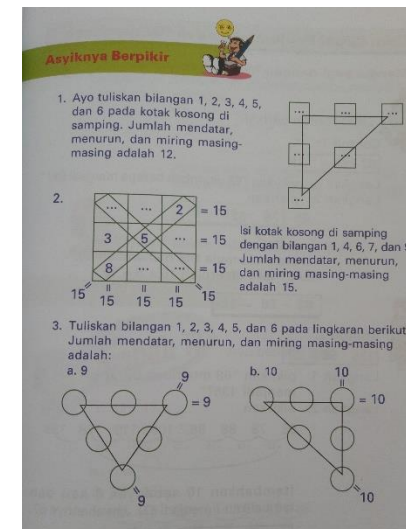 Asyiknya Berpikir
1. Ayo tuliskan bilangan 1, 2, 3, 4, 5,
dan 6 pada kotak kosong di
samping. Jumlah mendatar,
menurun, dan miring masing-
masing adalah 12.
... ... ...
... ...
...
2.
... ... 2 = 15
3 5 ... = 15
8 ... ... = 15
15 = 15 = 15 = 15 = 15
Isi kotak kosong di samping
dengan bilangan 1, 4, 6, 7, dan
Jumlah mendatar, menurun,
dan miring masing-masing
adalah 15.
3. Tuliskan bilangan 1, 2, 3, 4, 5, dan 6 pada lingkaran berikut
Jumlah mendatar, menurun, dan miring masing-masing
adalah:
a. 9
9
=
= 9
=
9
b. 10
10
=
= 10
=
10